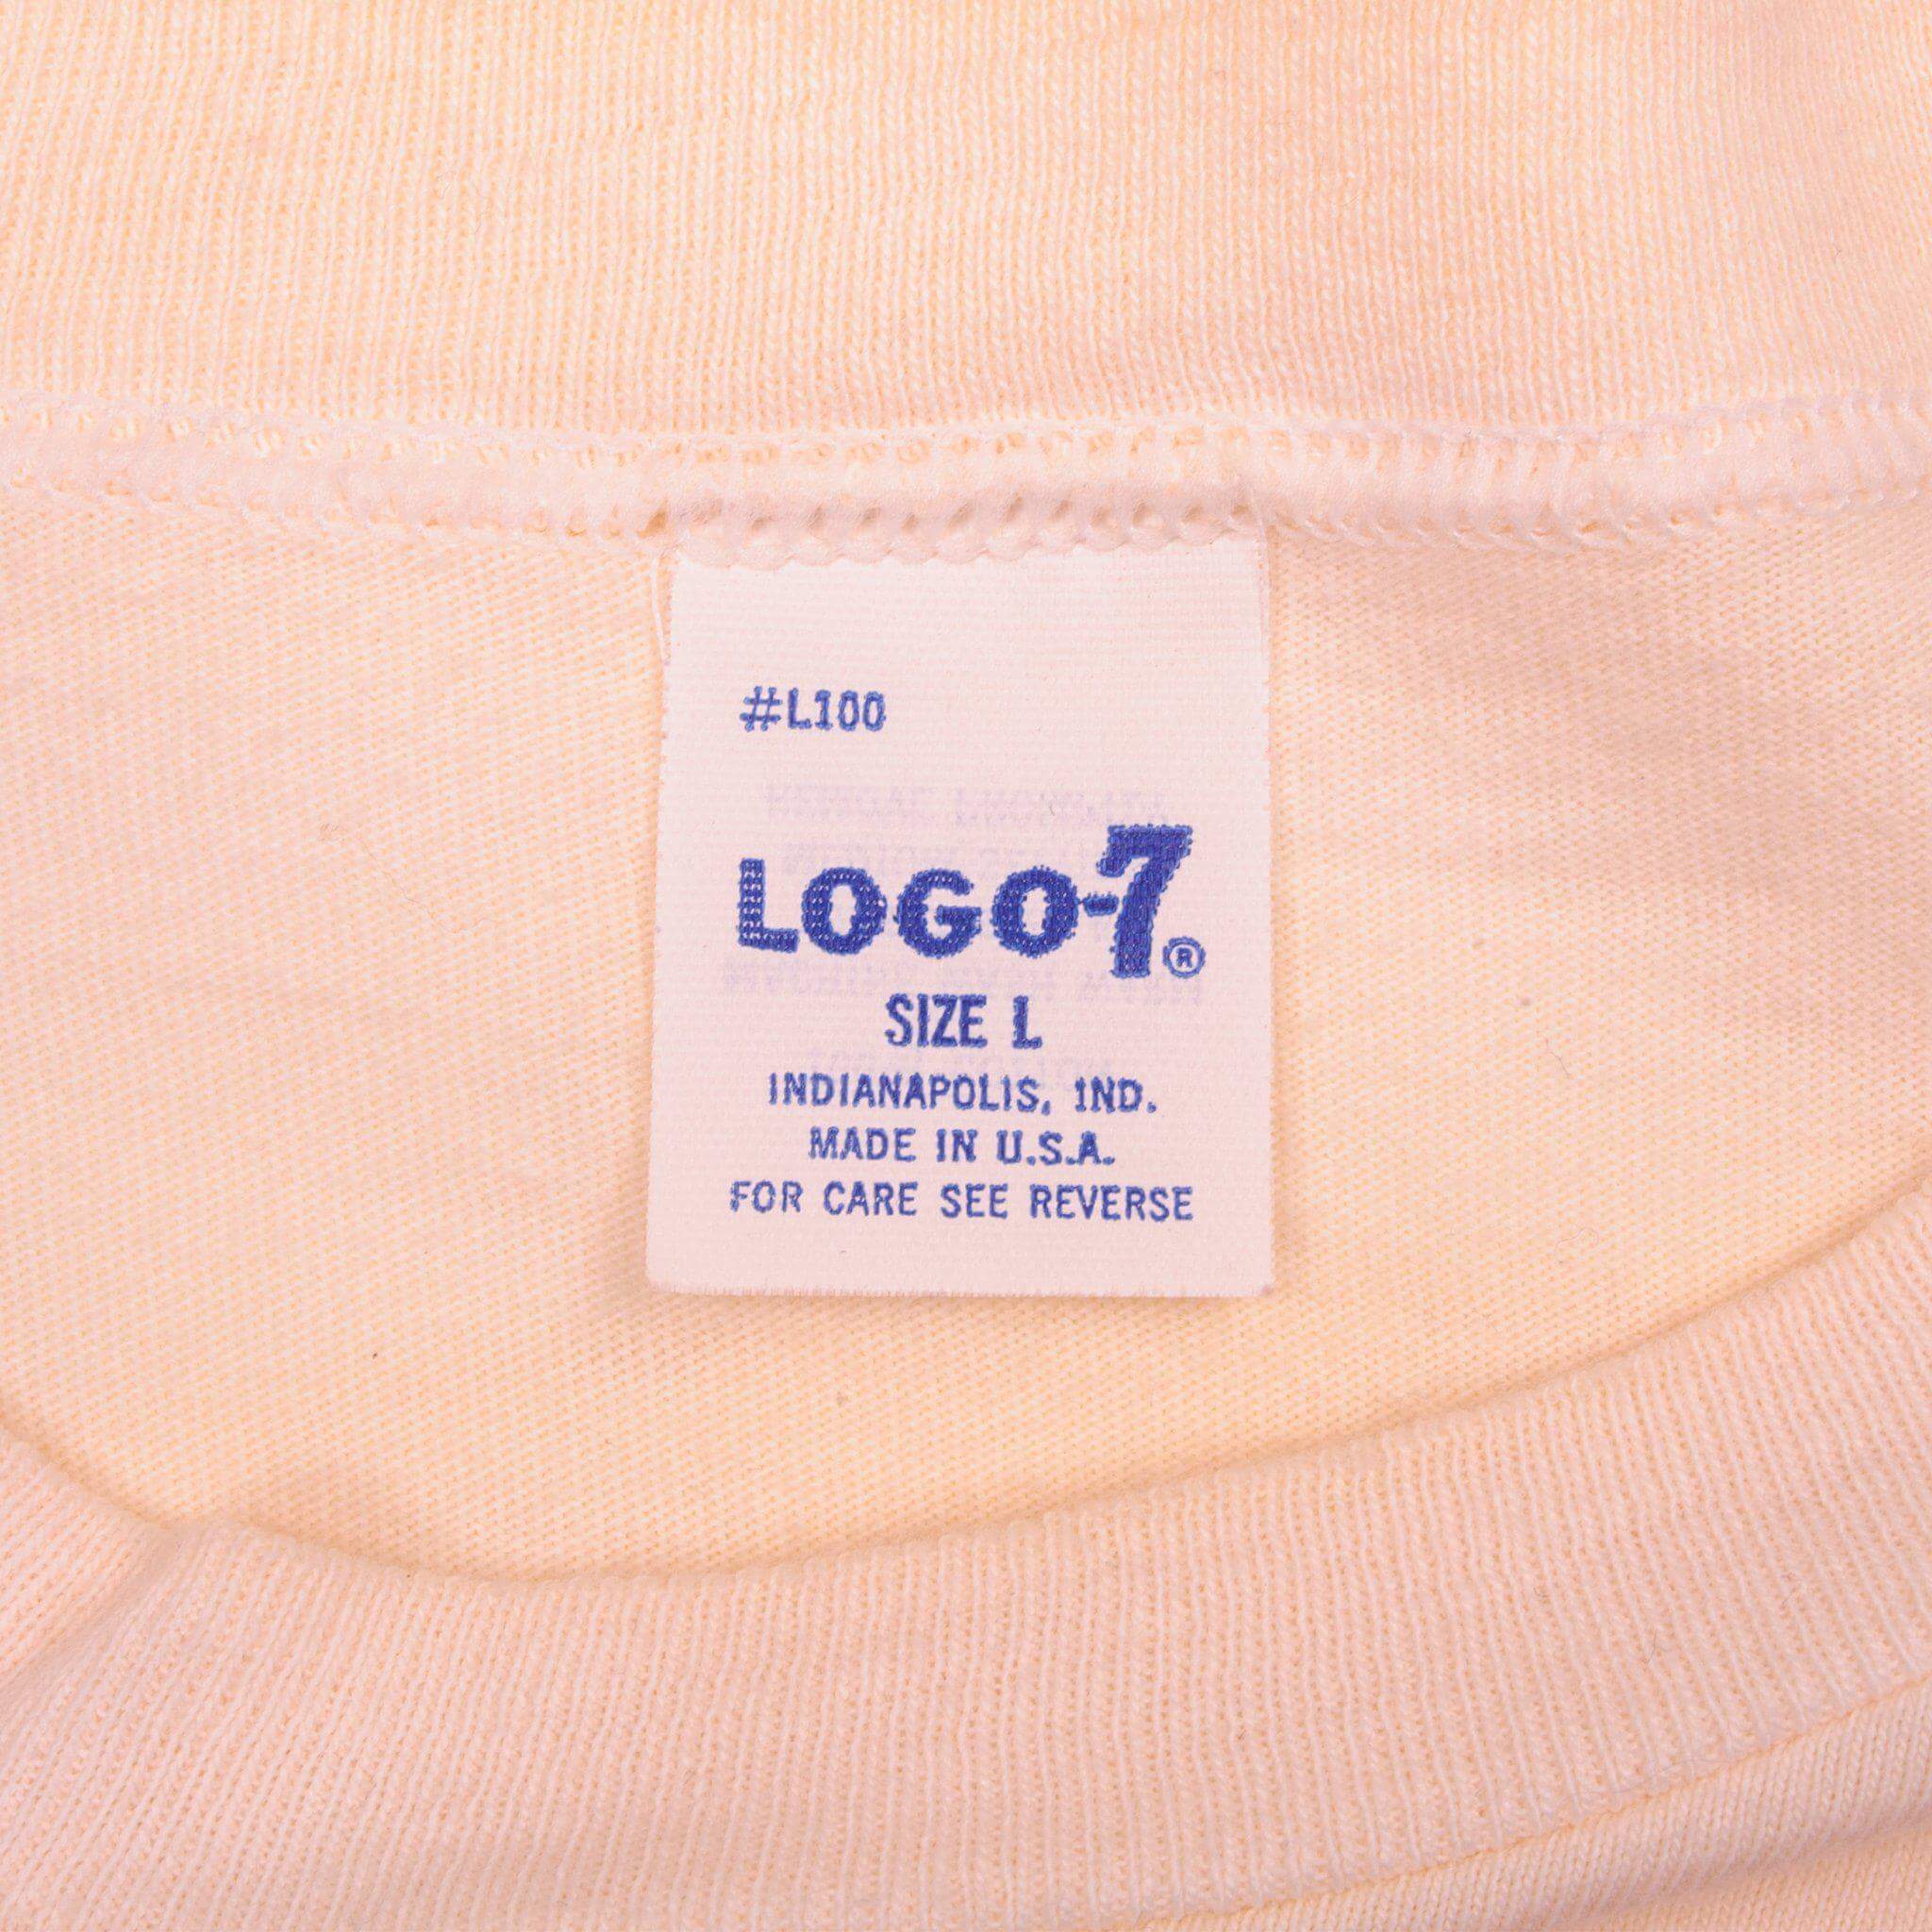 #L100
LOGO-7®
SIZE L
INDIANAPOLIS, IND.
MADE IN U.S.A.
FOR CARE SEE REVERSE